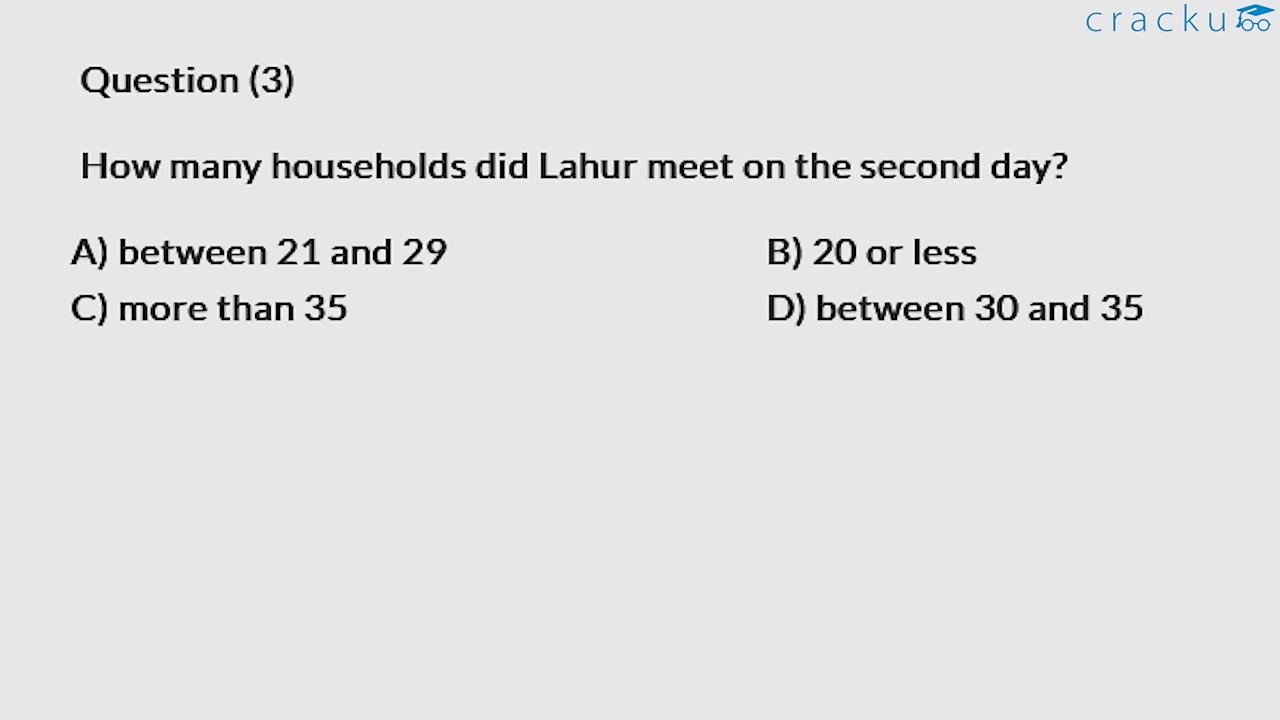 cracku
Question (3)
How many households did Lahur meet on the second day?
A) between 21 and 29
B) 20 or less
C) more than 35
D) between 30 and 35